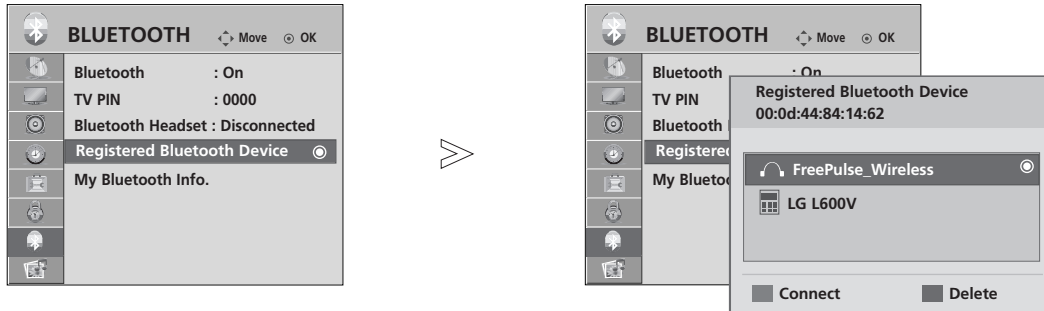 BLUETOOTH Move OK
Bluetooth : On
TV PIN : 0000
Bluetooth Headset : Disconnected
Registered Bluetooth Device
My Bluetooth Info.
BLUETOOTH Move OK
Bluetooth : On
TV PIN
Bluetooth
Registered
My Bluetoo
Registered Bluetooth Device
00:0d:44:84:14:62
FreePulse_Wireless
LG L600V
Connect Delete